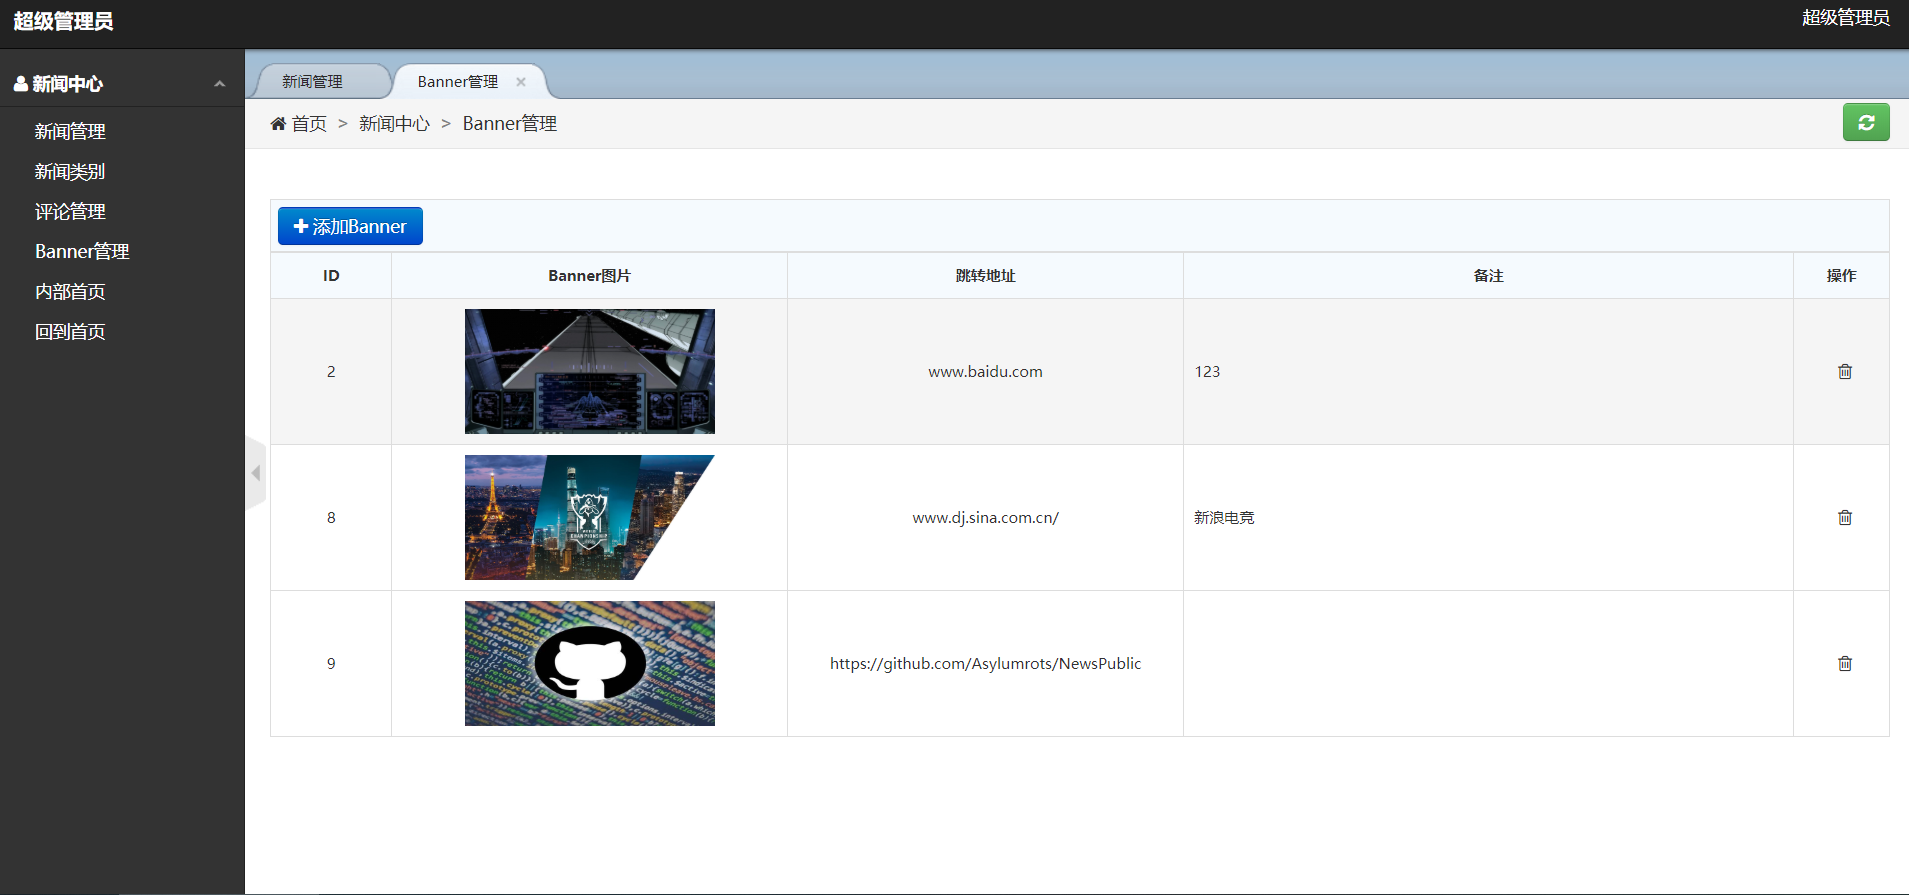 超级管理员
超级管理员
新闻中心
新闻管理
新闻类别
评论管理
Banner管理
内部首页
回到首页
新闻管理
Banner管理
首页 > 新闻中心 > Banner管理
添加Banner
ID Banner图片 跳转地址 备注 操作
2 www.baidu.com 123
8 www.dj.sina.com.cn/ 新浪电竞
CHAMPIONSHIP
9 https://github.com/Asylumrots/NewsPublic